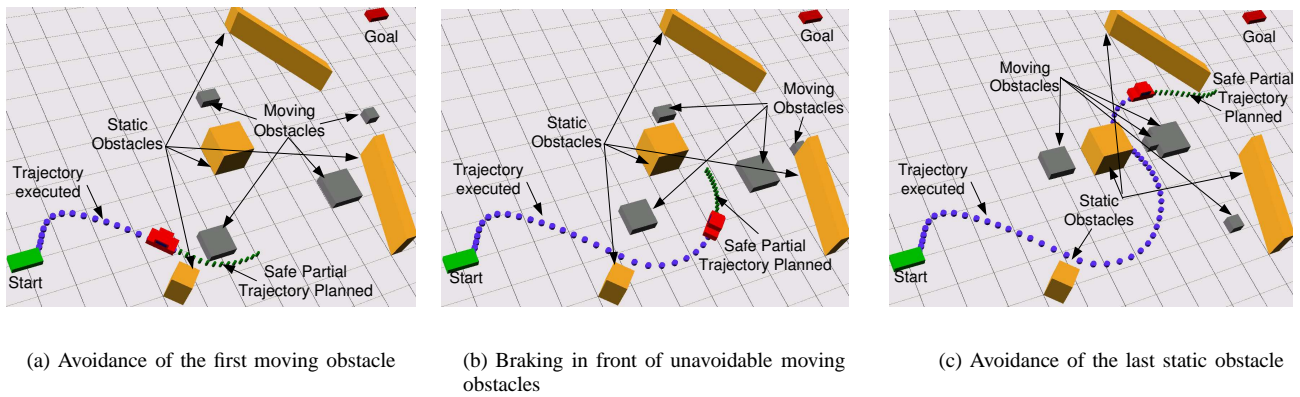 Goal
Moving
Obstacles
Static
Obstacles
Trajectory
executed
Start
Safe Partial
Trajectory Planned
(a) Avoidance of the first moving obstacle
Goal
Moving
Obstacles
Static
Obstacles
Trajectory
executed
Start
Safe Partial
Trajectory Planned
(b) Braking in front of unavoidable moving
obstacles
Goal
Moving
Obstacles
Safe Partial
Trajectory
Planned
Trajectory
executed
Static
Obstacles
Start
(c) Avoidance of the last static obstacle